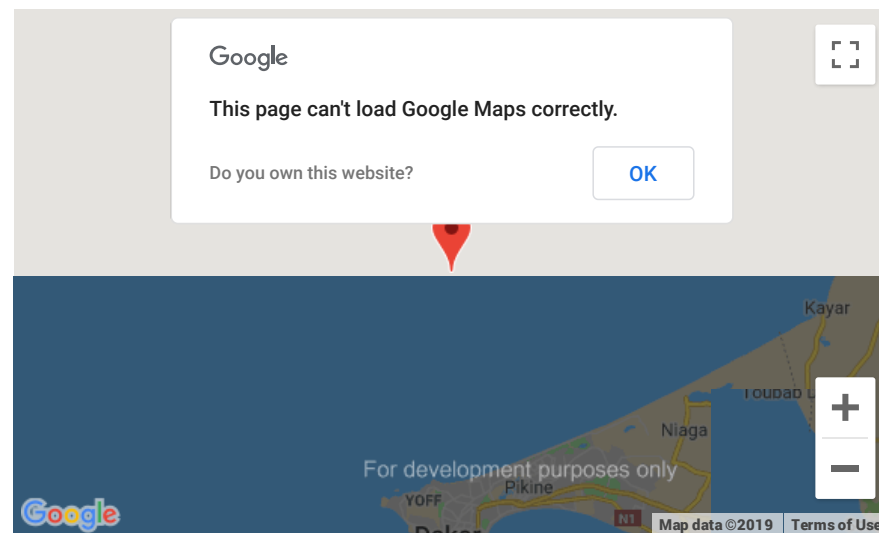 Google
This page can't load Google Maps correctly.
Do you own this website?
OK
Kayar
Toubab
Niaga
For development purposes only
Pikine
YOFF
N1
Dakar
Google
Map data ©2019
Terms of Use